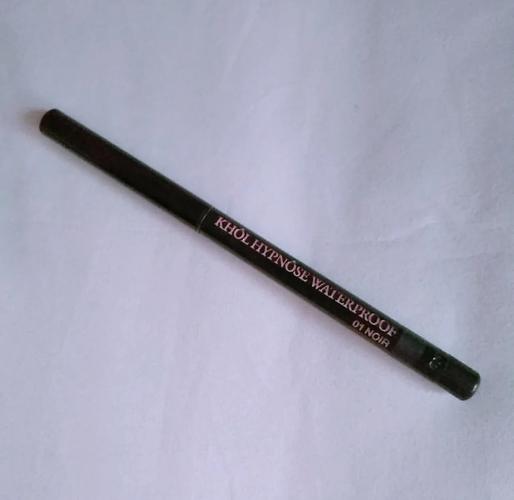 KHÔL HYPNÔSE WATERPROOF
01 NOIR